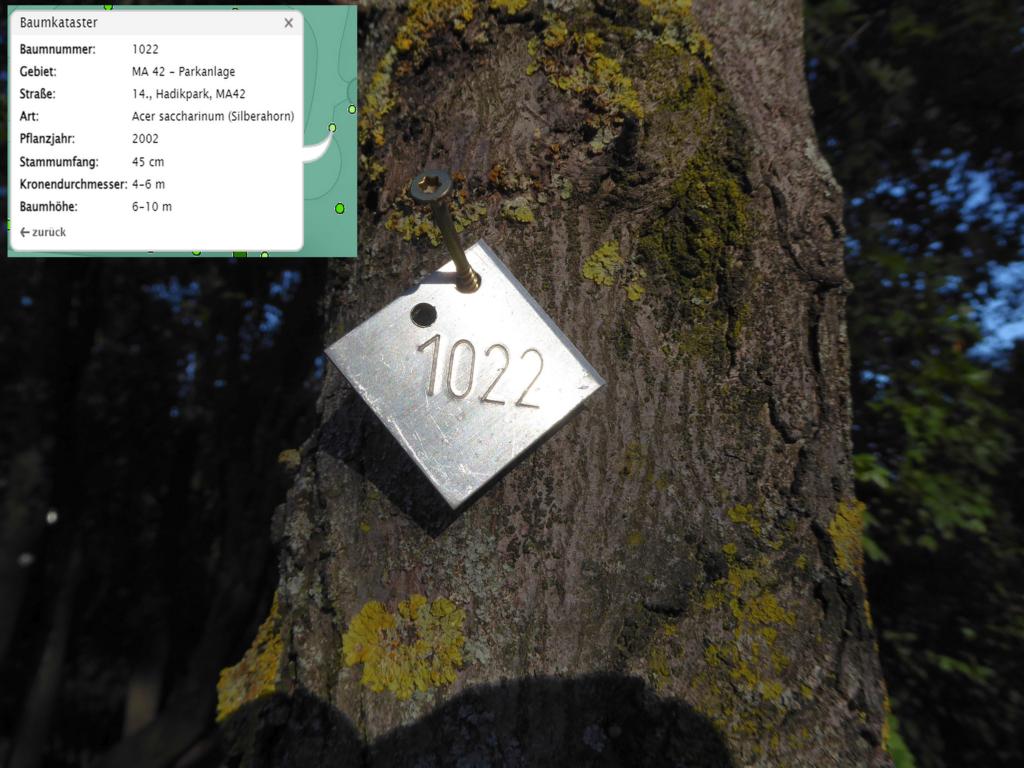 Baumkataster
Baumnummer: 1022
Gebiet: MA 42 - Parkanlage
Straße: 14., Hadikpark, MA42
Art: Acer saccharinum (Silberahorn)
Pflanzjahr: 2002
Stammumfang: 45 cm
Kronendurchmesser: 4-6 m
Baumhöhe: 6-10 m
zurück
1022